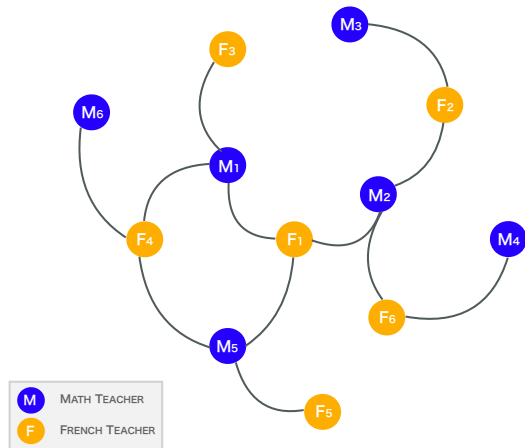 M3
F3
F2
M6
M1
M2
F4
F1
M4
F6
M5
F5
M MATH TEACHER
F FRENCH TEACHER